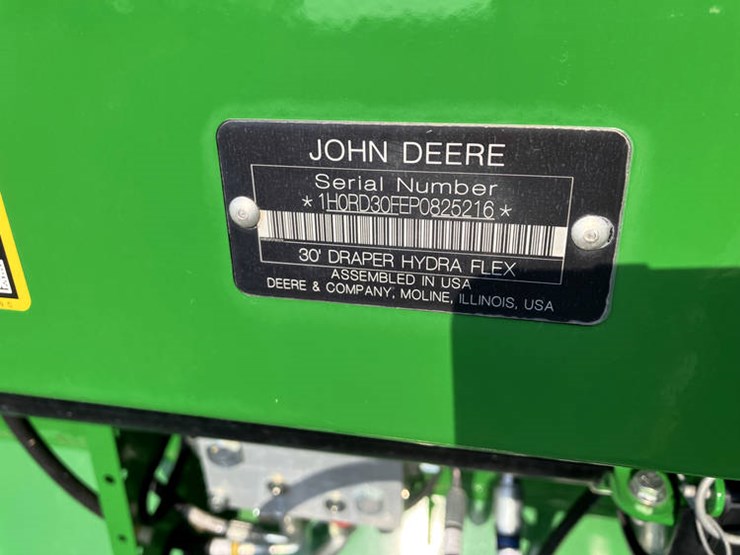 JOHN DEERE
Serial Number
*1H0RD30FEP0825216*
30' DRAPER HYDRA FLEX
ASSEMBLED IN USA
DEERE & COMPANY, MOLINE, ILLINOIS, USA